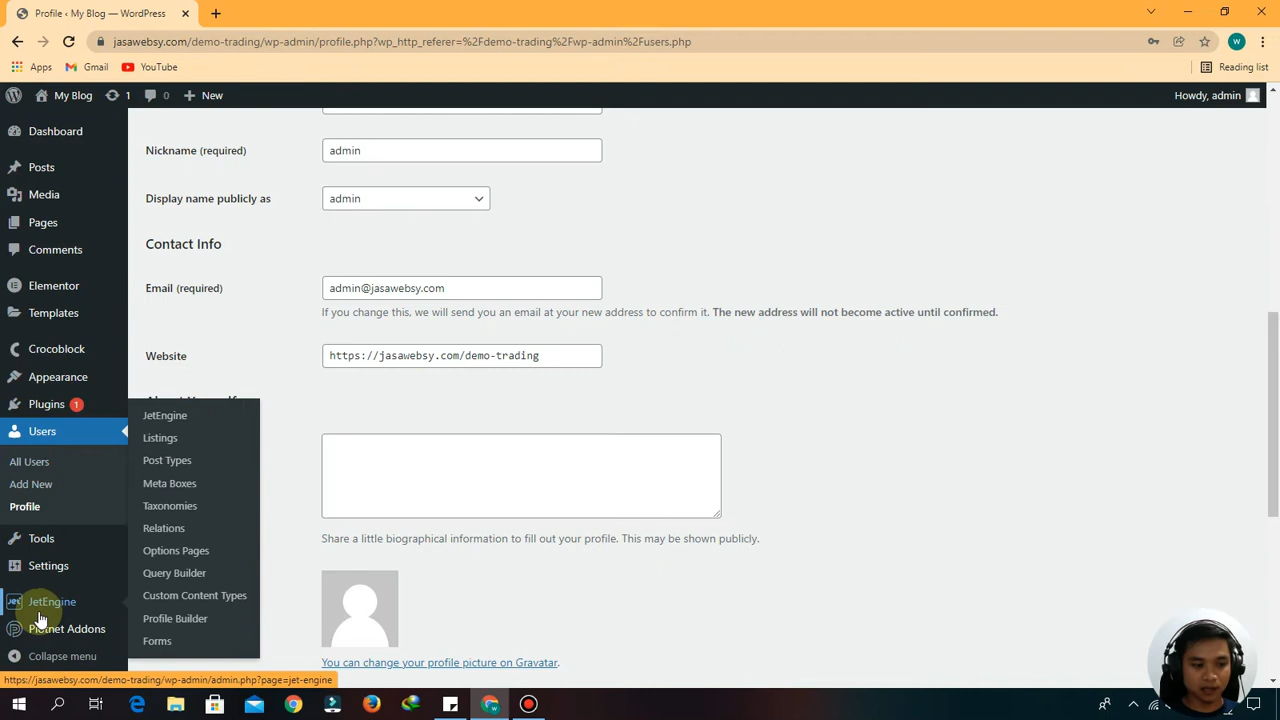 Profile ‹ My Blog — WordPress
jasawebsy.com/demo-trading/wp-admin/profile.php?wp_http_referer=%2Fdemo-trading%2Fwp-admin%2Fusers.php
W
Apps
Gmail
YouTube
Reading list
My Blog
1
0
New
Howdy, admin
Dashboard
Posts
Media
Pages
Comments
Elementor
Templates
Crocoblock
Appearance
Plugins 1
Users
All Users
Add New
Profile
Tools
Settings
JetEngine
Addons
Collapse menu
JetEngine
Listings
Post Types
Meta Boxes
Taxonomies
Relations
Options Pages
Query Builder
Custom Content Types
Profile Builder
Forms
Nickname (required)
admin
Display name publicly as
admin
Contact Info
Email (required)
admin@jasawebsy.com
If you change this, we will send you an email at your new address to confirm it. The new address will not become active until confirmed.
Website
https://jasawebsy.com/demo-trading
Share a little biographical information to fill out your profile. This may be shown publicly.
You can change your profile picture on Gravatar.
https://jasawebsy.com/demo-trading/wp-admin/admin.php?page=jet-engine